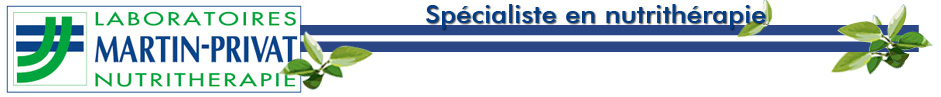 Spécialiste en nutrithérapie
LABORATOIRES
MARTIN-PRIVAT
NUTRITHERAPIE